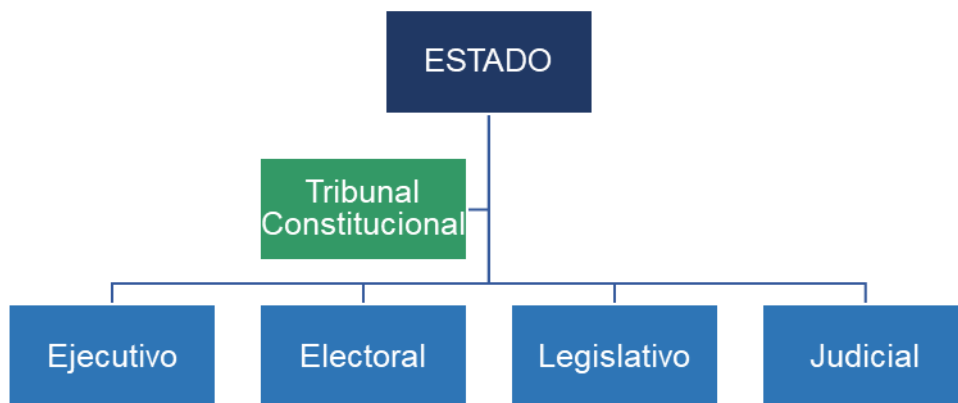 ESTADO
Tribunal
Constitucional
Ejecutivo
Electoral
Legislativo
Judicial